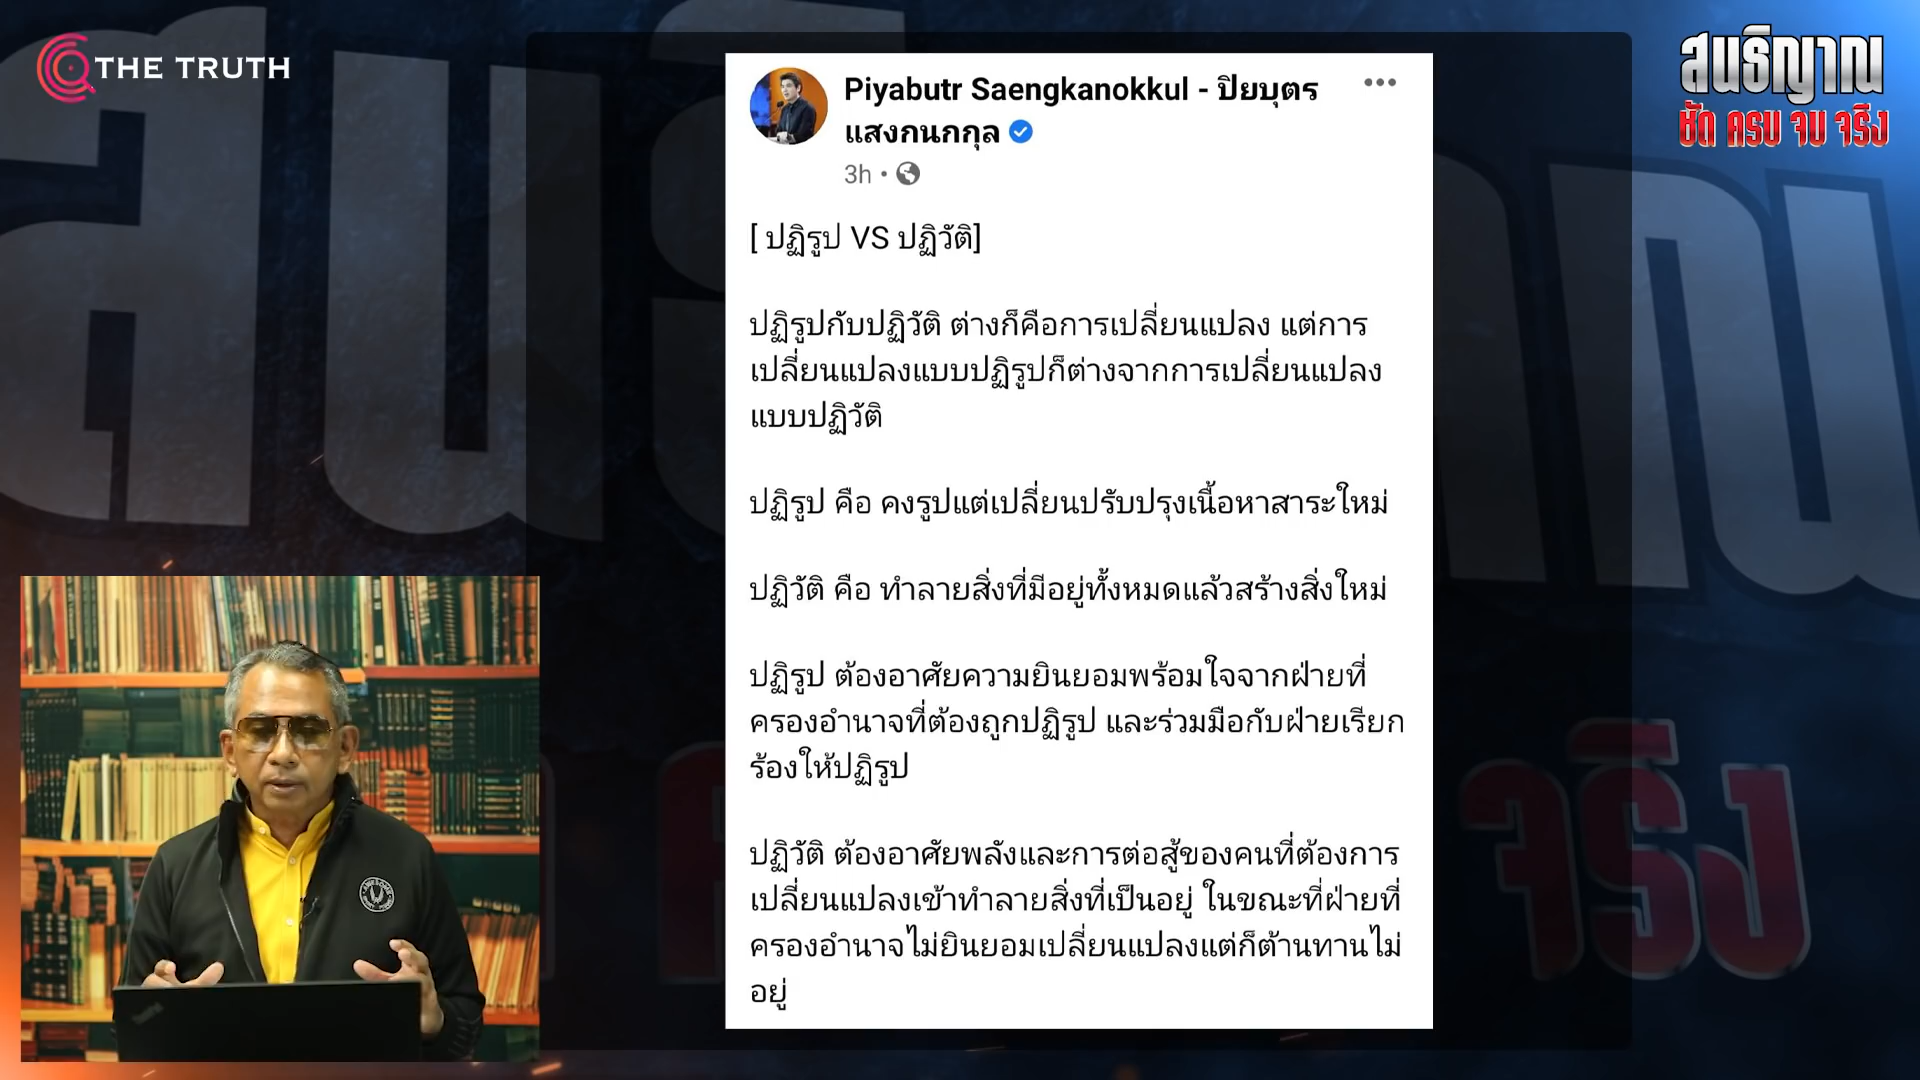 THE TRUTH
สนธิญาณ
ชัด ครบ จบ จริง
Piyabutr Saengkanokkul - ปิยบุตร
แสงกนกกุล
3h
[ ปฏิรูป VS ปฏิวัติ]
ปฏิรูปกับปฏิวัติ ต่างก็คือการเปลี่ยนแปลง แต่การ
เปลี่ยนแปลงแบบปฏิรูปก็ต่างจากการเปลี่ยนแปลง
แบบปฏิวัติ
ปฏิรูป คือ คงรูปแต่เปลี่ยนปรับปรุงเนื้อหาสาระใหม่
ปฏิวัติ คือ ทำลายสิ่งที่มีอยู่ทั้งหมดแล้วสร้างสิ่งใหม่
ปฏิรูป ต้องอาศัยความยินยอมพร้อมใจจากฝ่ายที่
ครองอำนาจที่ต้องถูกปฏิรูป และร่วมมือกับฝ่ายเรียก
ร้องให้ปฏิรูป
ปฏิวัติ ต้องอาศัยพลังและการต่อสู้ของคนที่ต้องการ
เปลี่ยนแปลงเข้าทำลายสิ่งที่เป็นอยู่ ในขณะที่ฝ่ายที่
ครองอำนาจไม่ยินยอมเปลี่ยนแปลงแต่ก็ต้านทานไม่
อยู่